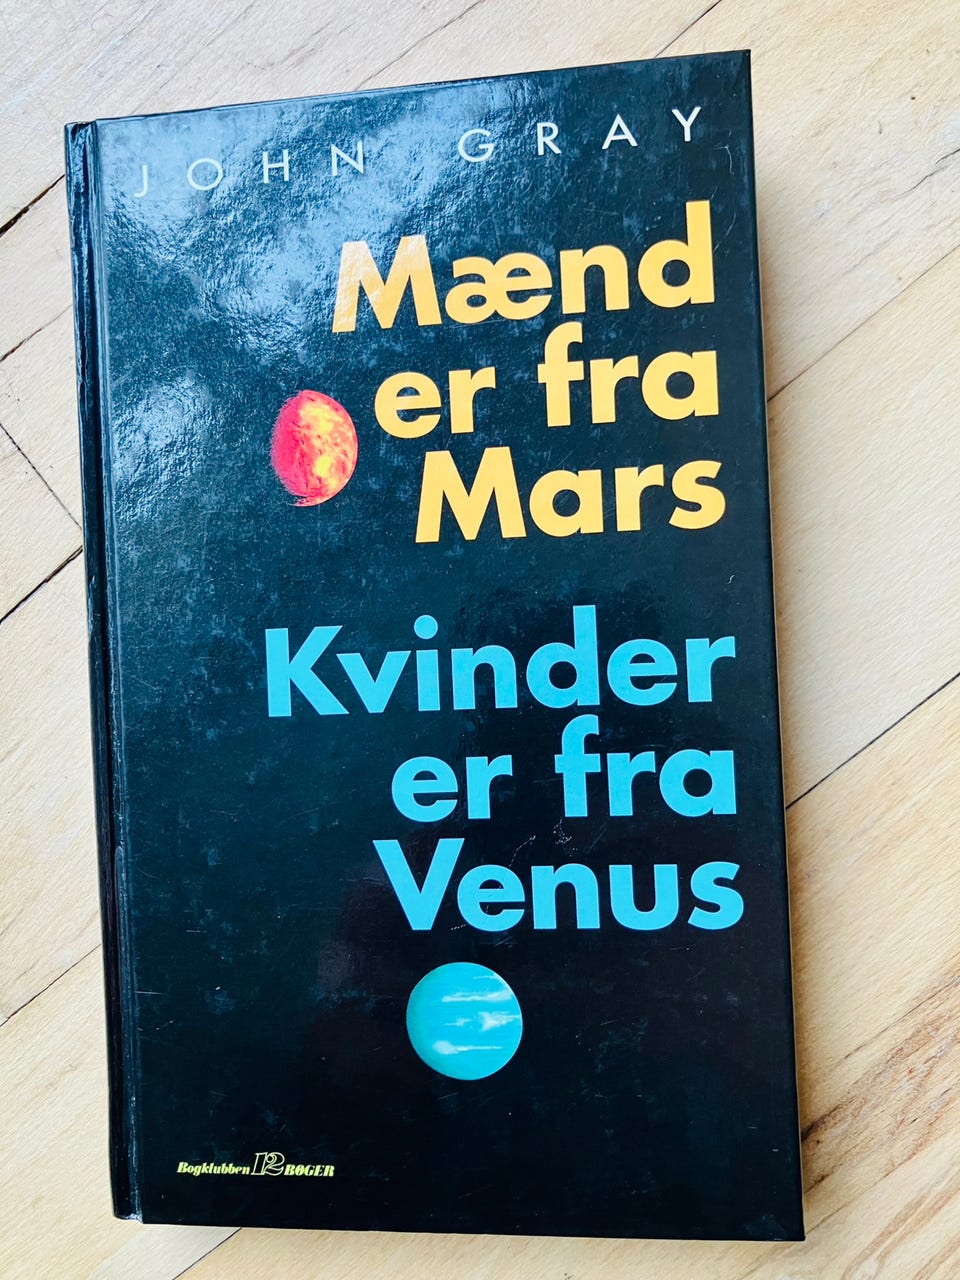 JOHN GRAY
Mænd
er fra
Mars
Kvinder
er fra
Venus
Bogklubben 12 BØGER